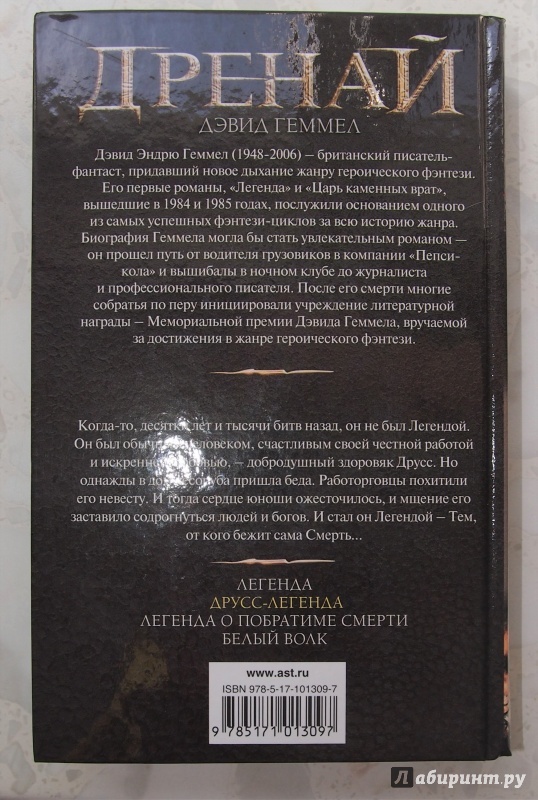 ДРЕНАЙ
ДЭВИД ГЕММЕЛ
Дэвид Эндрю Геммел (1948-2006) – британский писатель-
фантаст, придавший новое дыхание жанру героического фэнтези.
Его первые романы, «Легенда» и «Царь каменных врат»,
вышедшие в 1984 и 1985 годах, послужили основанием одного
из самых успешных фэнтези-циклов за всю историю жанра.
Биография Геммела могла бы стать увлекательным романом –
он прошел путь от водителя грузовиков в компании «Пепси-
кола» и вышибалы в ночном клубе до журналиста
и профессионального писателя. После его смерти многие
собратья по перу инициировали учреждение литературной
награды – Мемориальной премии Дэвида Геммела, вручаемой
за достижения в жанре героического фэнтези.
Когда-то, десятки лет и тысячи битв назад, он не был Легендой.
Он был человеком, счастливым своей честной работой
и – добродушный здоровяк Друсс. Но
однажды в пришла беда. Работорговцы похитили
его невесту. И тогда сердце юноши ожесточилось, и мщение его
заставило содрогнуться людей и богов. И стал он Легендой – Тем,
от кого бежит сама Смерть...
ЛЕГЕНДА
ДРУСС-ЛЕГЕНДА
ЛЕГЕНДА О ПОБРАТИМЕ СМЕРТИ
БЕЛЫЙ ВОЛК
www.ast.ru
ISBN 978-5-17-101309-7
9 785171 013097
Лабиринт.ру